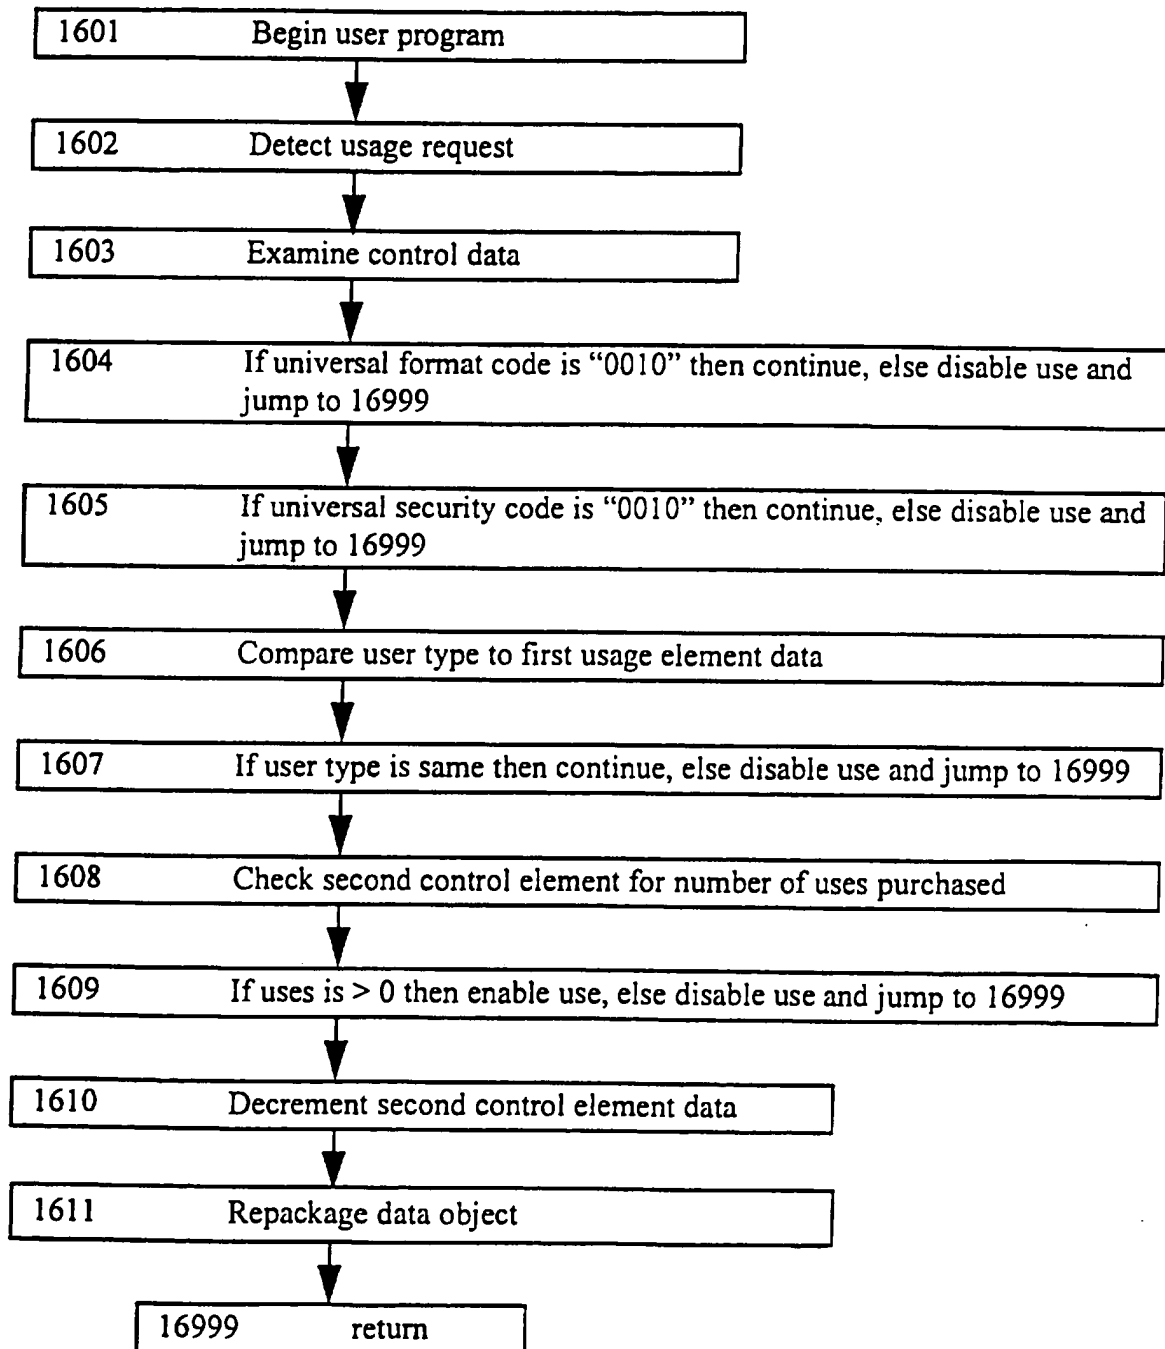 1601 Begin user program
1602 Detect usage request
1603 Examine control data
1604 If universal format code is “0010” then continue, else disable use and
jump to 16999
1605 If universal security code is “0010” then continue, else disable use and
jump to 16999
1606 Compare user type to first usage element data
1607 If user type is same then continue, else disable use and jump to 16999
1608 Check second control element for number of uses purchased
1609 If uses is > 0 then enable use, else disable use and jump to 16999
1610 Decrement second control element data
1611 Repackage data object
16999 return